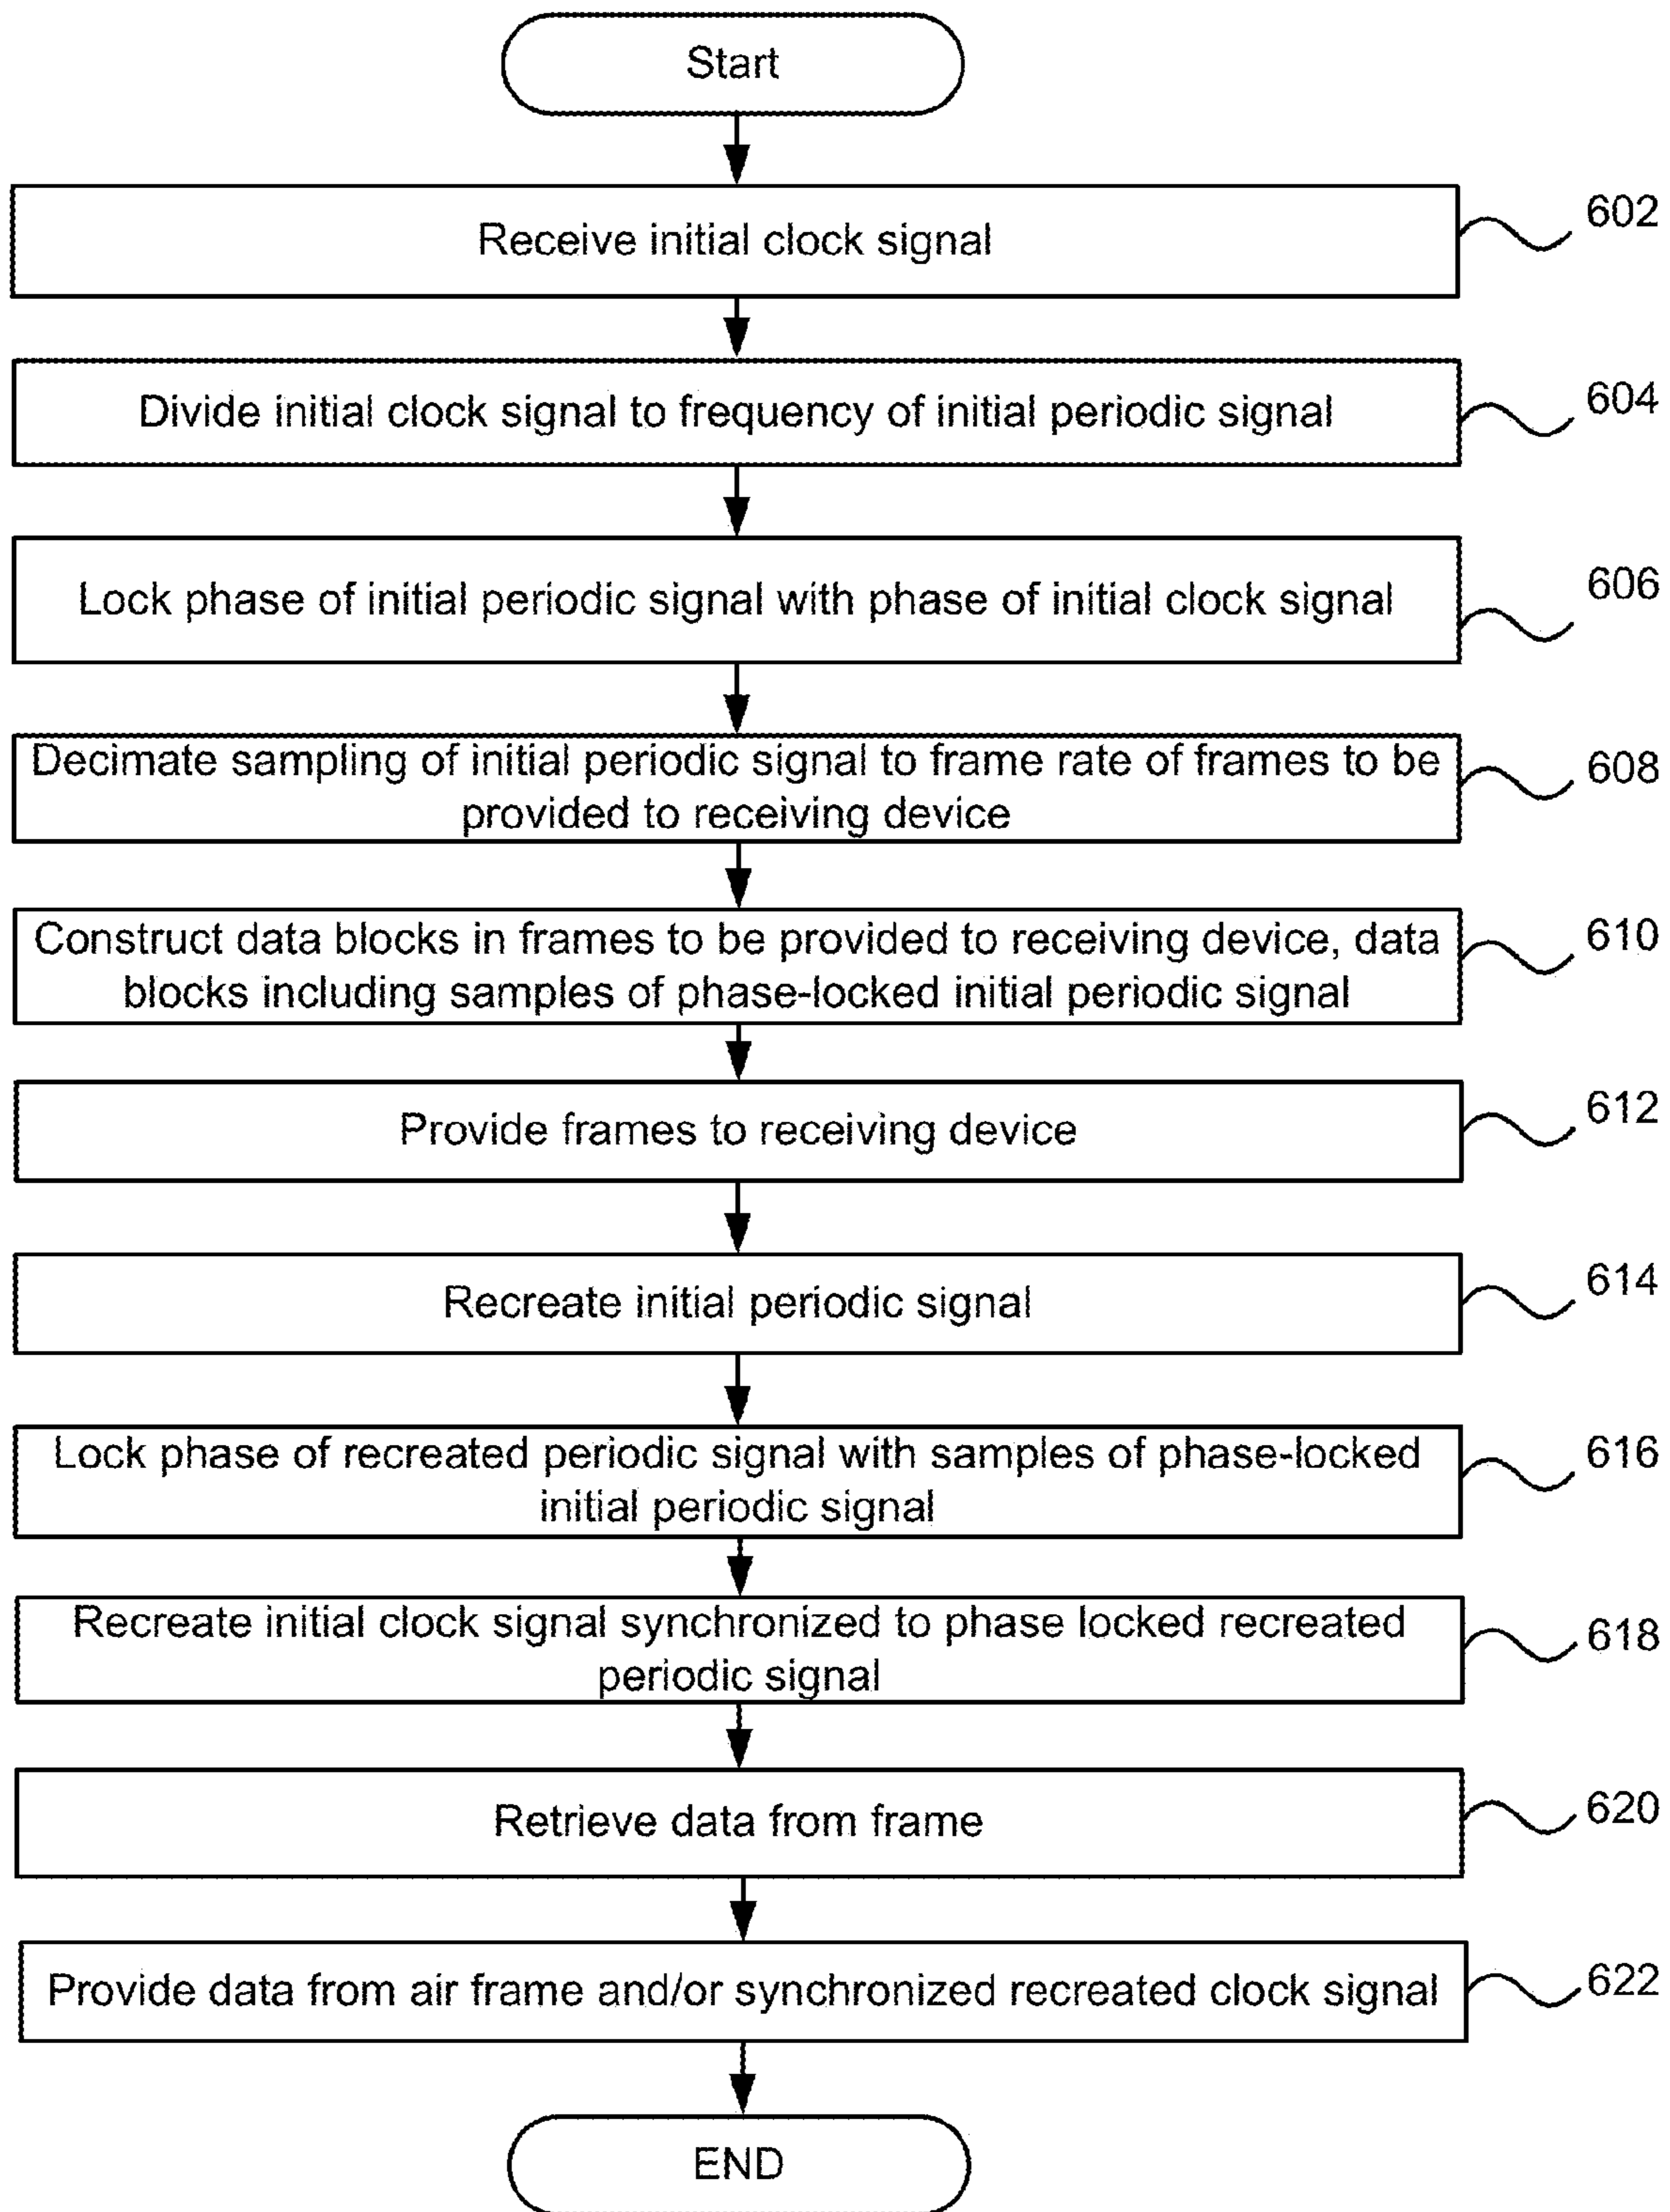 Start
Receive initial clock signal
602
Divide initial clock signal to frequency of initial periodic signal
604
Lock phase of initial periodic signal with phase of initial clock signal
606
Decimate sampling of initial periodic signal to frame rate of frames to be
provided to receiving device
608
Construct data blocks in frames to be provided to receiving device, data
blocks including samples of phase-locked initial periodic signal
610
Provide frames to receiving device
612
Recreate initial periodic signal
614
Lock phase of recreated periodic signal with samples of phase-locked
initial periodic signal
616
Recreate initial clock signal synchronized to phase locked recreated
periodic signal
618
Retrieve data from frame
620
Provide data from air frame and/or synchronized recreated clock signal
622
END